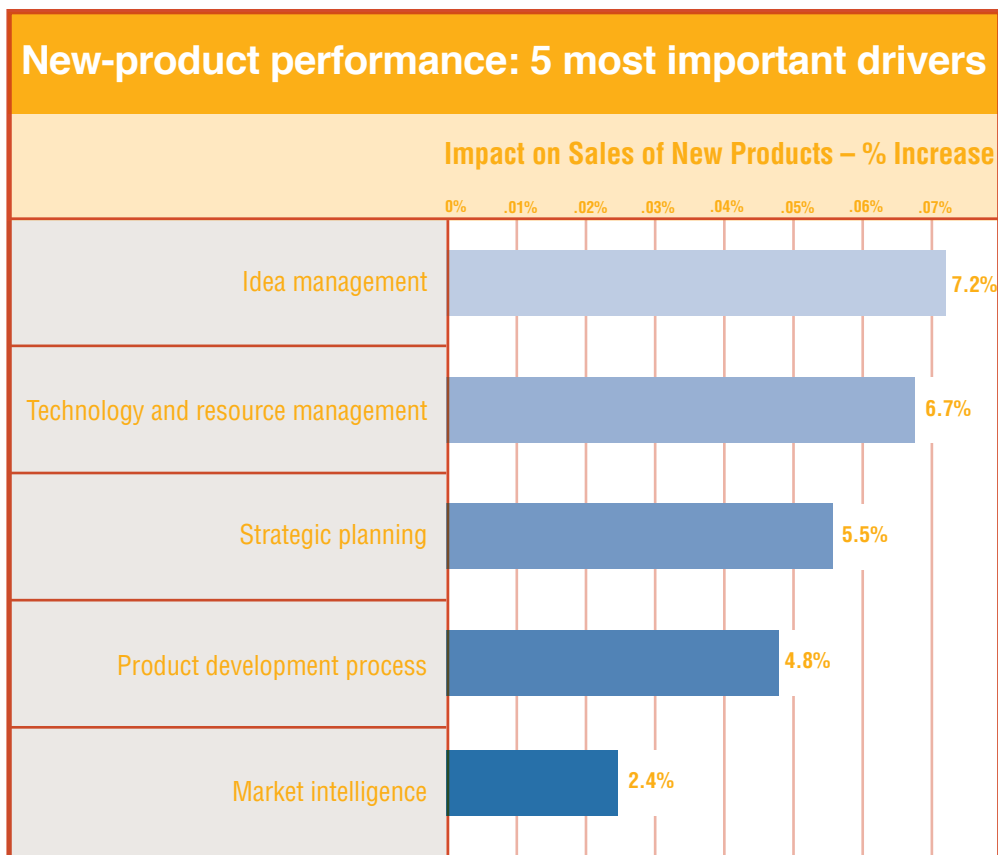 New-product performance: 5 most important drivers
Impact on Sales of New Products – % Increase
0% .01% .02% .03% .04% .05% .06% .07%
Idea management 7.2%
Technology and resource management 6.7%
Strategic planning 5.5%
Product development process 4.8%
Market intelligence 2.4%